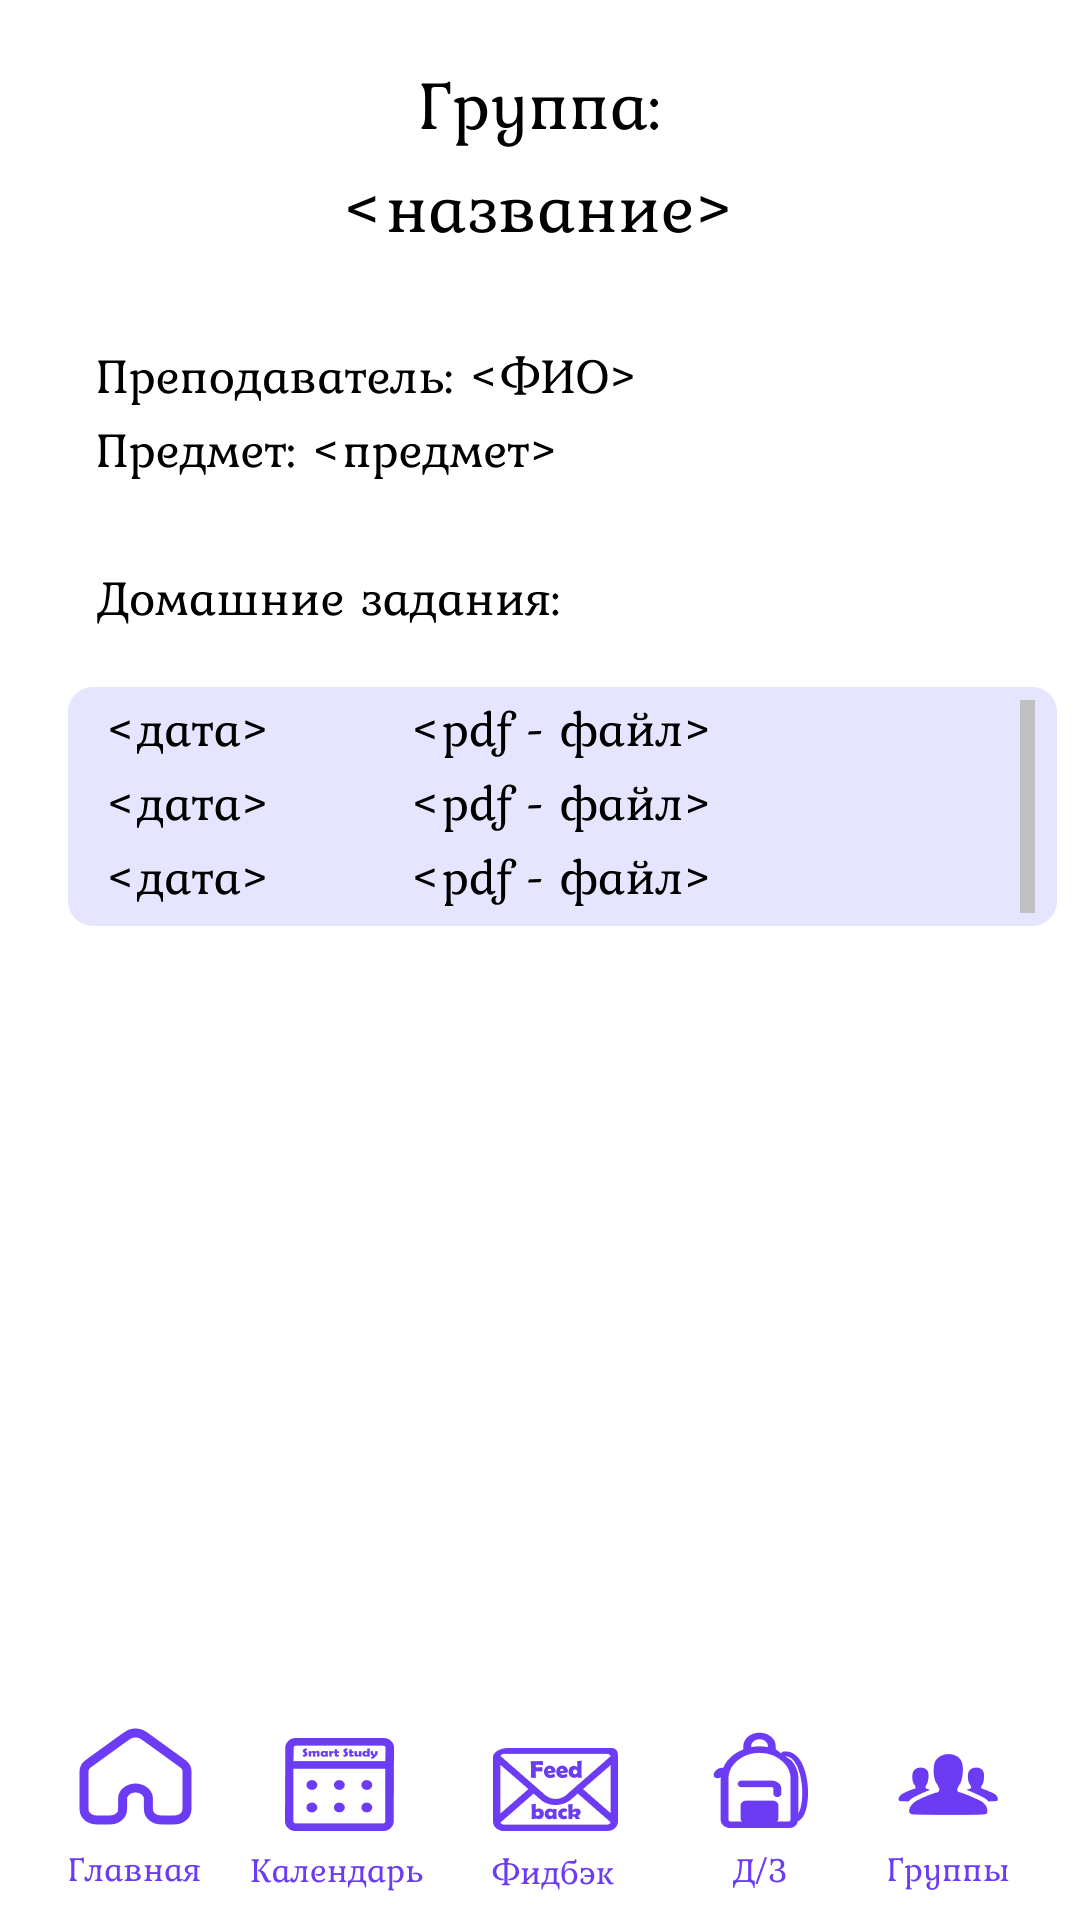 Группа:
<название>
Преподаватель: <ФИО>
Предмет: <предмет>
Домашние задания:
<дата> <pdf - файл>
<дата> <pdf - файл>
<дата> <pdf - файл>
Smart Study
Feed
back
Главная Календарь Фидбэк Д/З Группы